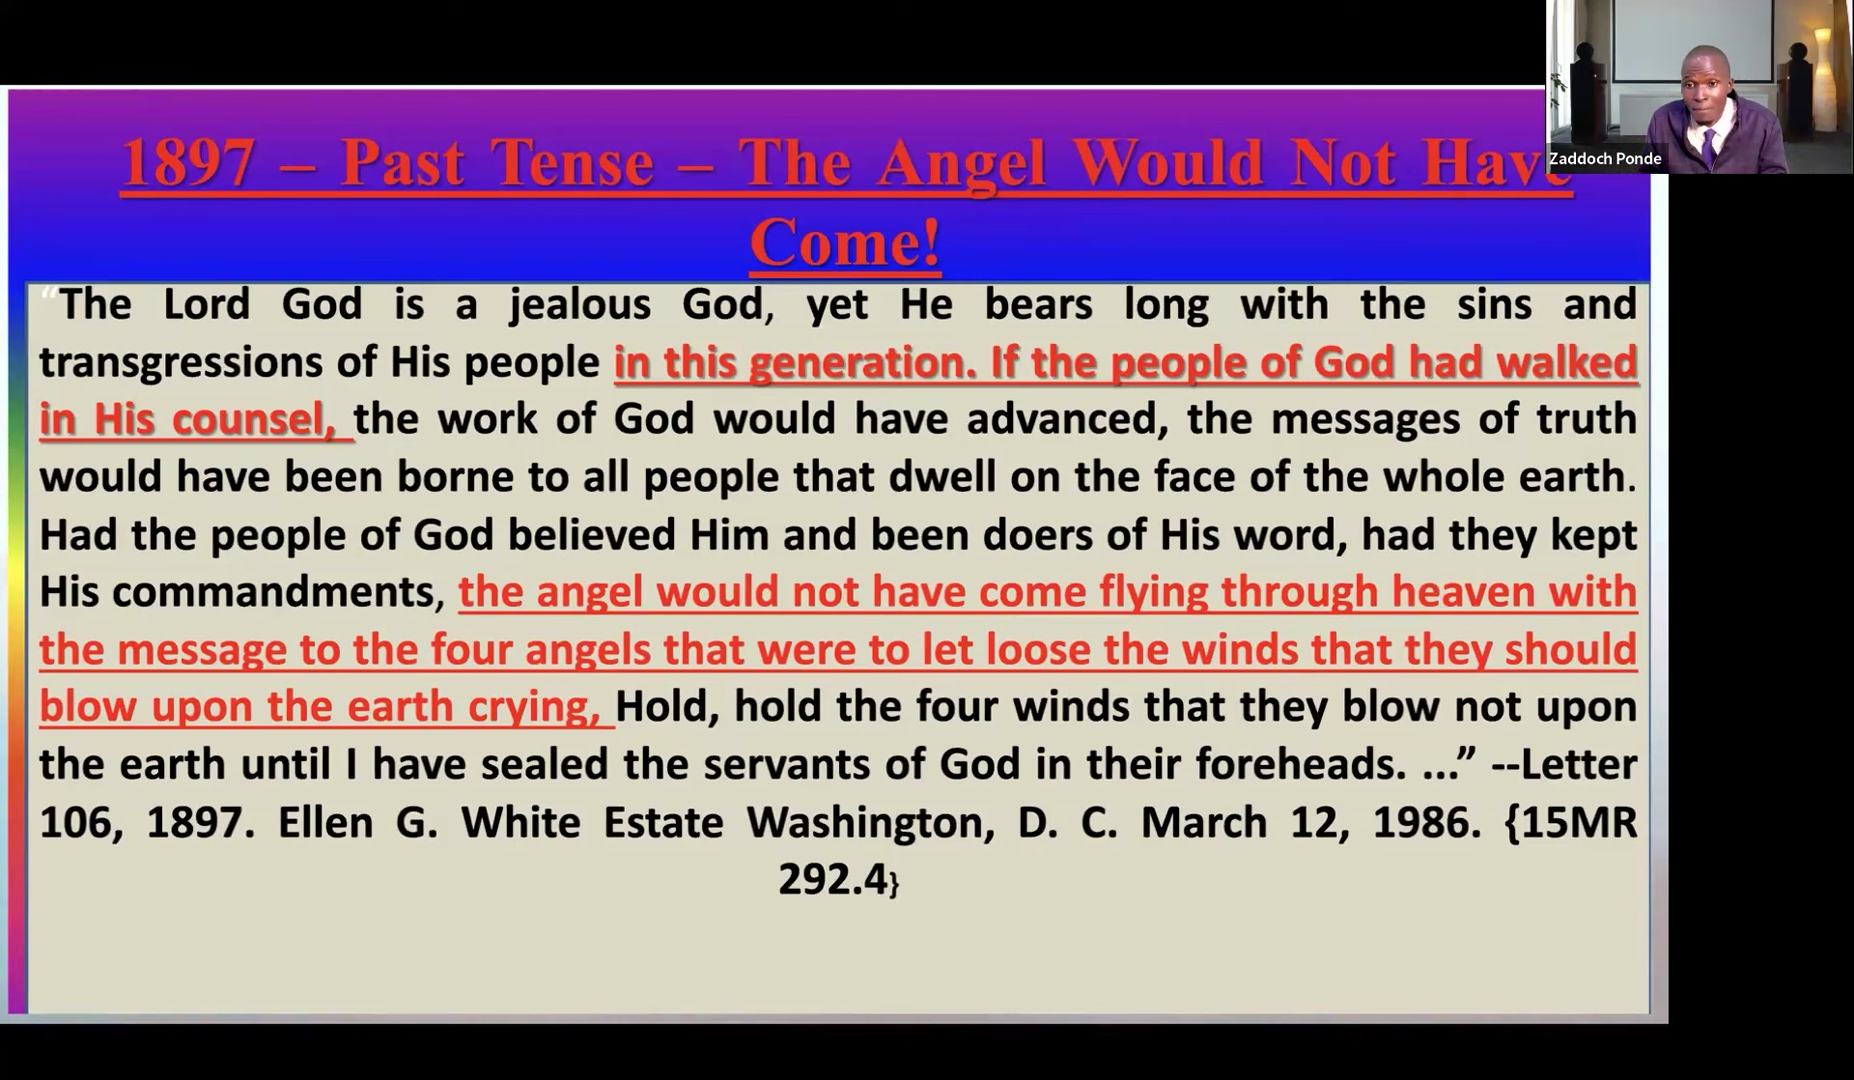 1897 – Past Tense – The Angel Would Not Have
Come!
Zaddoch Ponde
“The Lord God is a jealous God, yet He bears long with the sins and
transgressions of His people in this generation. If the people of God had walked
in His counsel, the work of God would have advanced, the messages of truth
would have been borne to all people that dwell on the face of the whole earth.
Had the people of God believed Him and been doers of His word, had they kept
His commandments, the angel would not have come flying through heaven with
the message to the four angels that were to let loose the winds that they should
blow upon the earth crying, Hold, hold the four winds that they blow not upon
the earth until I have sealed the servants of God in their foreheads. ...” --Letter
106, 1897. Ellen G. White Estate Washington, D. C. March 12, 1986. {15MR
292.4}